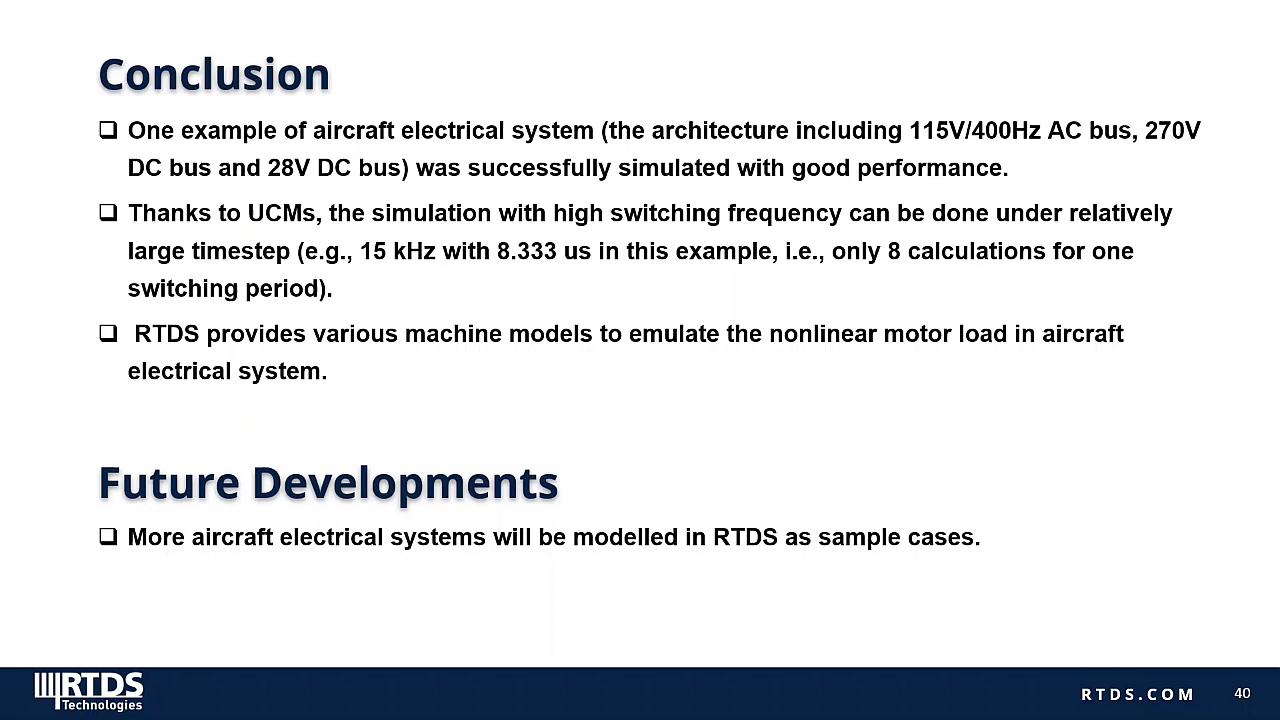 Conclusion
❑ One example of aircraft electrical system (the architecture including 115V/400Hz AC bus, 270V
DC bus and 28V DC bus) was successfully simulated with good performance.
❑ Thanks to UCMs, the simulation with high switching frequency can be done under relatively
large timestep (e.g., 15 kHz with 8.333 us in this example, i.e., only 8 calculations for one
switching period).
❑ RTDS provides various machine models to emulate the nonlinear motor load in aircraft
electrical system.
Future Developments
❑ More aircraft electrical systems will be modelled in RTDS as sample cases.
RTDS
Technologies
RTDS.COM
40